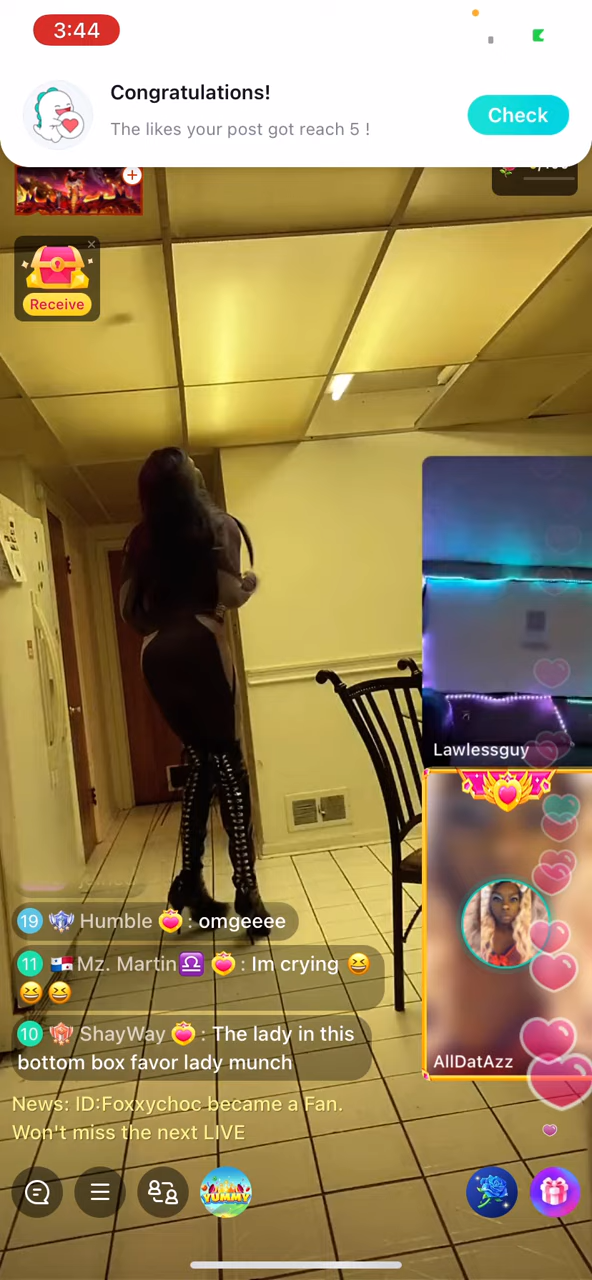 3:44
Congratulations!
The likes your post got reach 5 !
Check
Receive
Lawlessguy
19 Humble : omgeeee
11 Mz. Martin♎ : Im crying 😆
😆😆
10 ShayWay : The lady in this
bottom box favor lady munch
AllDatAzz
News: ID:Foxxychoc became a Fan.
Won't miss the next LIVE
YUMMY